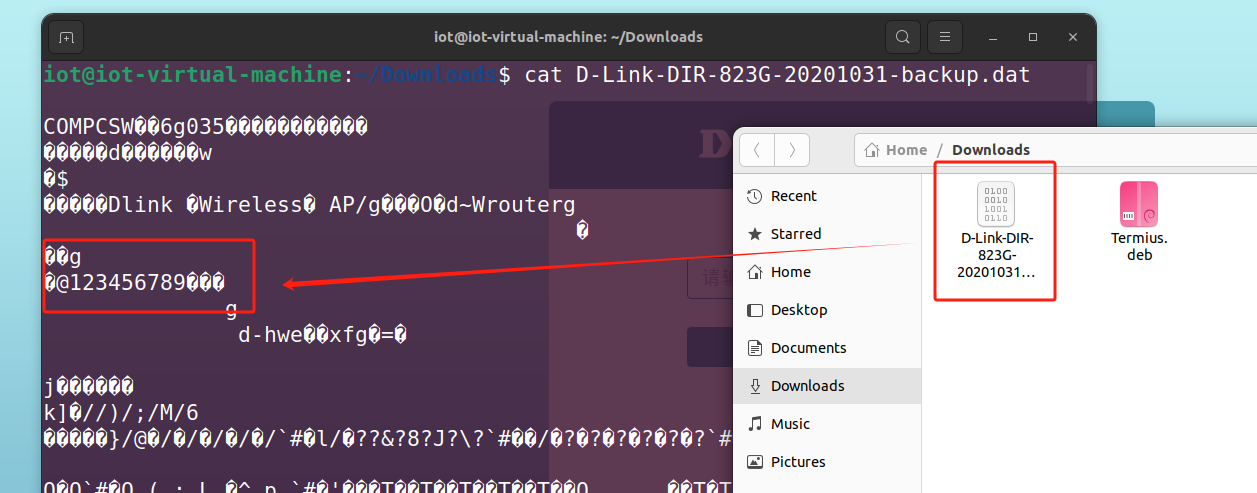 iot@iot-virtual-machine: ~/Downloads
iot@iot-virtual-machine:~/Downloads$ cat D-Link-DIR-823G-20201031-backup.dat
COMPCSW��6g035�����������
�����d������w
�$
�����Dlink �Wireless� AP/g���O�d~Wrouterg
�
��g
�@123456789���
g
d-hwe��xfg�=�
j������
k]�//)/;/M/6
�����}/@�/�/�/�/�/`#�l/�??&?8?J?\?`#��/�?�?�?�?�?�?`#
Home / Downloads
Recent
Starred
Home
Desktop
Documents
Downloads
Music
Pictures
D-Link-DIR-
823G-
20201031...
Termius.
deb